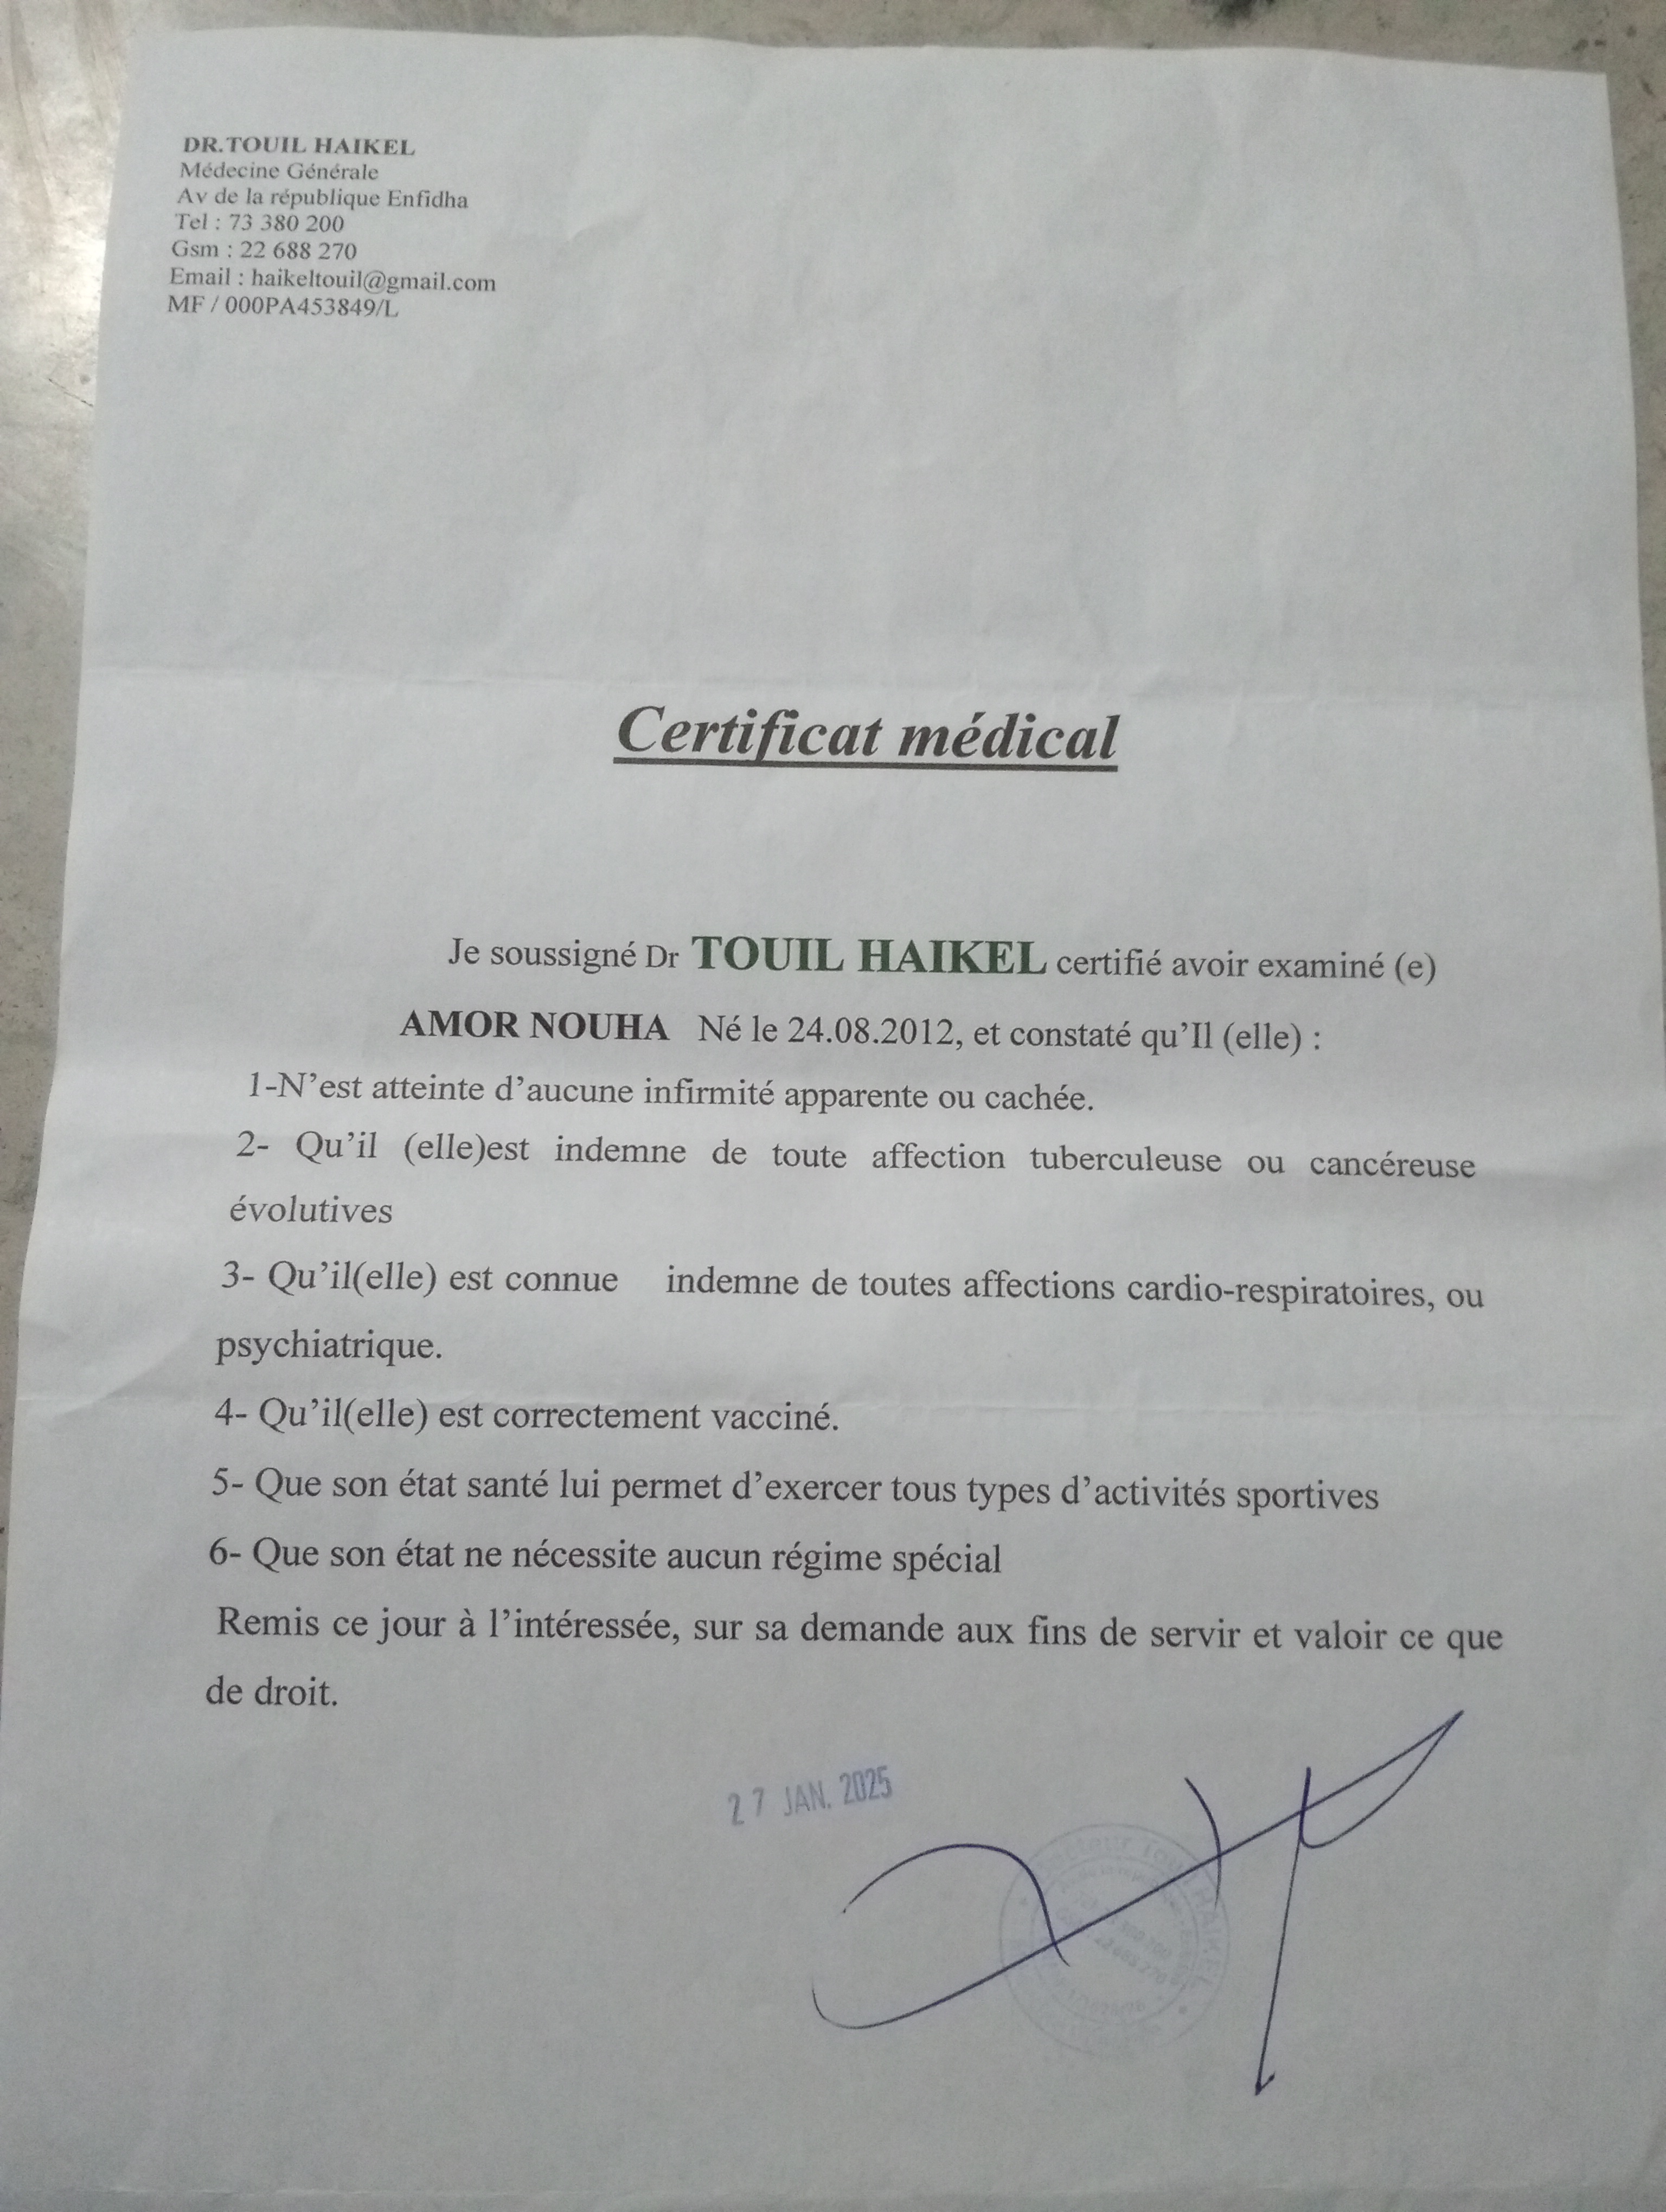 DR.TOUIL HAIKEL
Médecine Générale
Av de la république Enfidha
Tel : 73 380 200
Gsm : 22 688 270
Email : haikeltouil@gmail.com
MF / 000PA453849/L
Certificat médical
Je soussigné Dr TOUIL HAIKEL certifié avoir examiné (e)
AMOR NOUHA Né le 24.08.2012, et constaté qu’Il (elle) :
1-N’est atteinte d’aucune infirmité apparente ou cachée.
2- Qu’il (elle)est indemne de toute affection tuberculeuse ou cancéreuse
évolutives
3- Qu’il(elle) est connue indemne de toutes affections cardio-respiratoires, ou
psychiatrique.
4- Qu’il(elle) est correctement vacciné.
5- Que son état santé lui permet d’exercer tous types d’activités sportives
6- Que son état ne nécessite aucun régime spécial
Remis ce jour à l’intéressée, sur sa demande aux fins de servir et valoir ce que
de droit.
27 JAN. 2025
HAIKEL